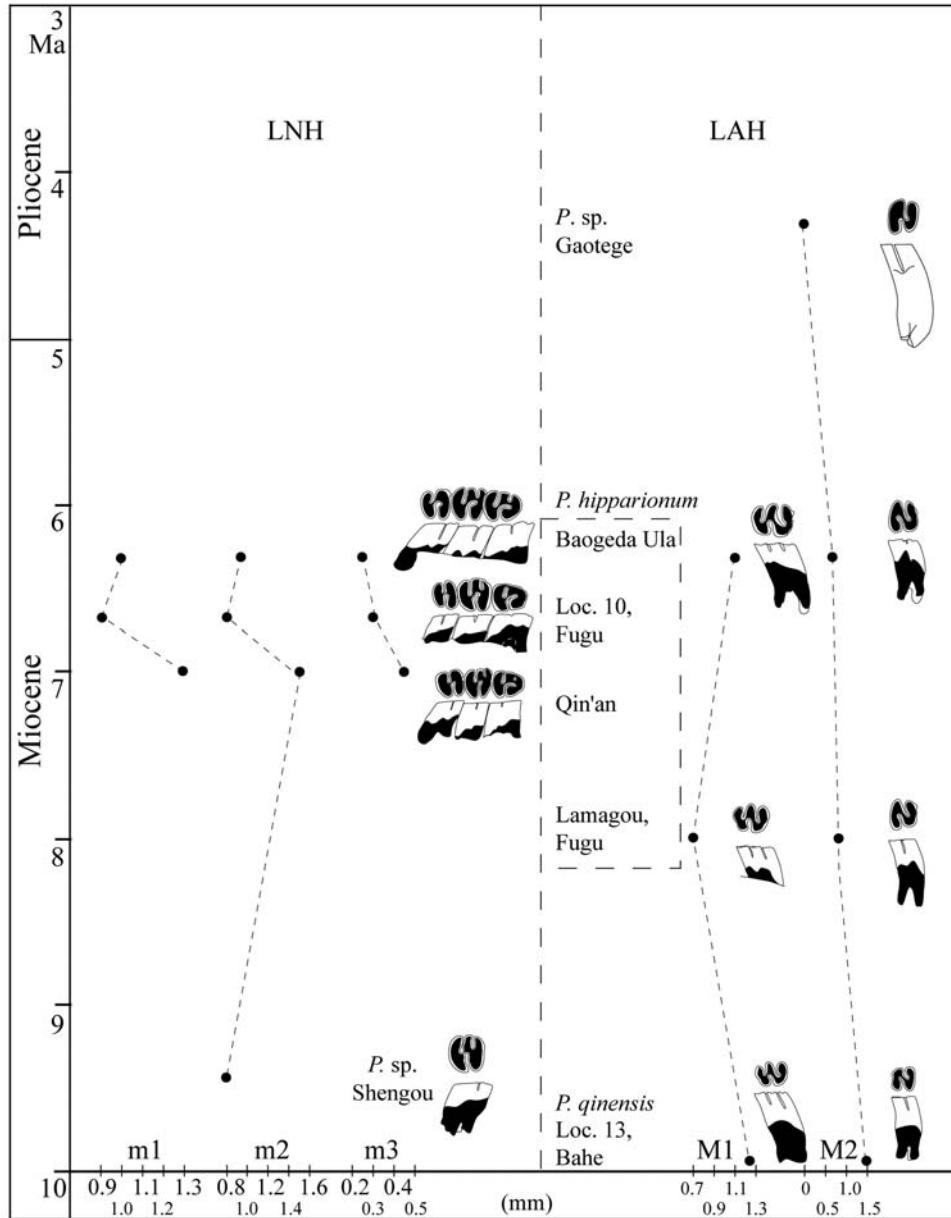 3
Ma
LNH
LAH
Pliocene
4
P. sp.
Gaotege
5
6
P. hipparionum
Baogeda Ula
Loc. 10,
Fugu
Miocene
7
Qin'an
Lamagou,
Fugu
8
9
P. sp.
Shengou
P. qinensis
Loc. 13,
Bahe
m1 m2 m3 M1 M2
10 0.9 1.1 1.3 0.8 1.2 1.6 0.2 0.4 (mm) 0.7 1.1 0 1.0
1.0 1.2 1.0 1.4 0.3 0.5 0.9 1.3 0.5 1.5